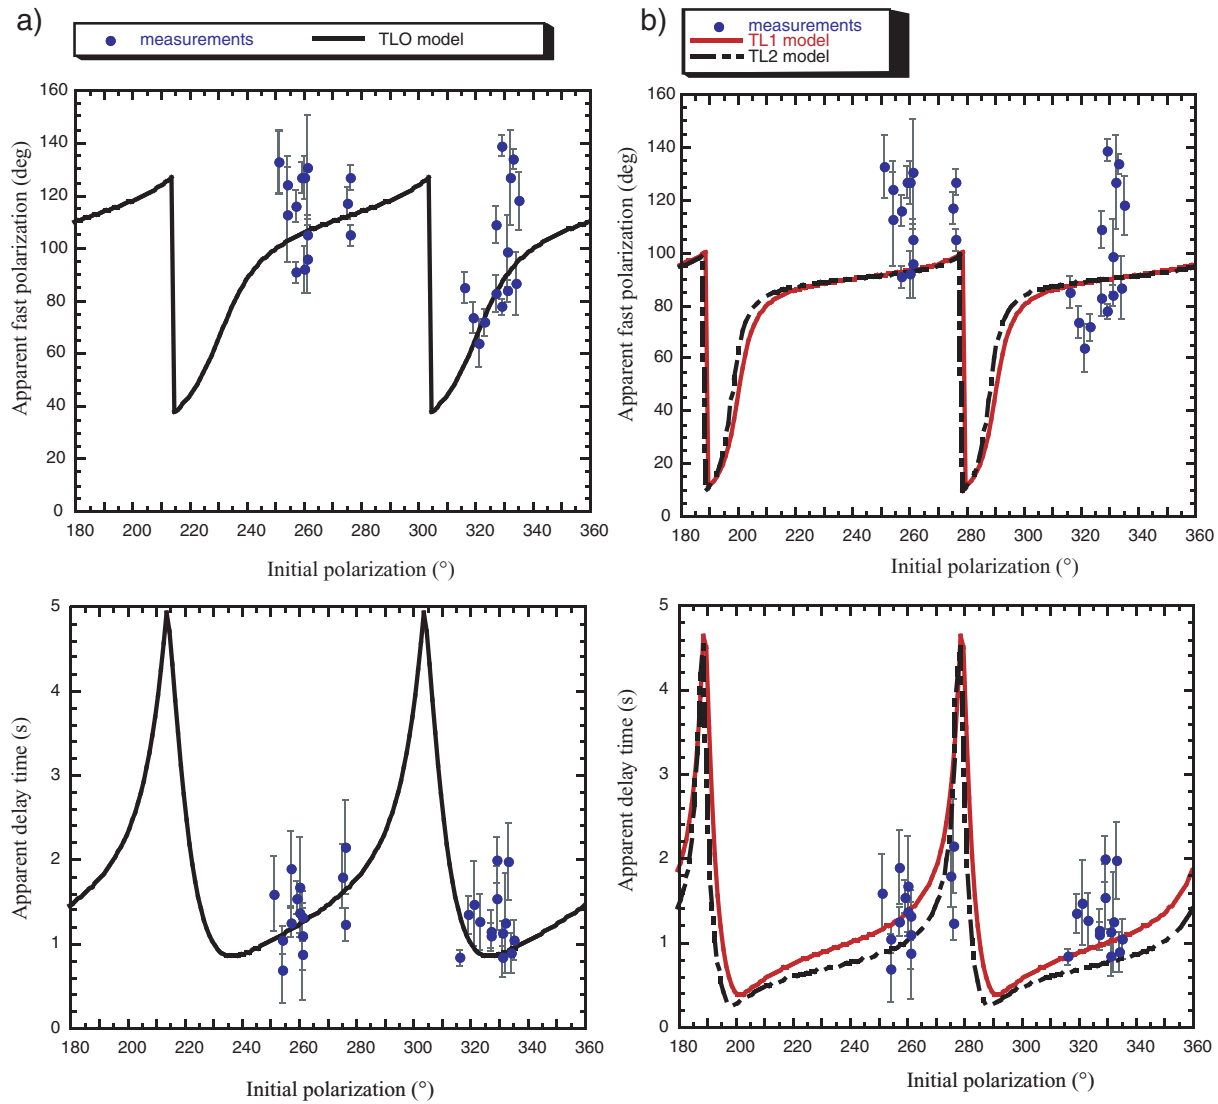 a)
measurements
TLO model
160
140
120
100
80
60
40
20
0
Apparent fast polarization (deg)
180 200 220 240 260 280 300 320 340 360
Initial polarization (°)
b)
measurements
TL1 model
TL2 model
160
140
120
100
80
60
40
20
0
Apparent fast polarization (deg)
180 200 220 240 260 280 300 320 340 360
Initial polarization (°)
5
4
3
2
1
0
Apparent delay time (s)
180 200 220 240 260 280 300 320 340 360
Initial polarization (°)
5
4
3
2
1
0
Apparent delay time (s)
180 200 220 240 260 280 300 320 340 360
Initial polarization (°)